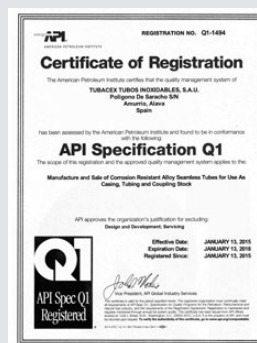 API
REGISTRATION NO. Q1-1494
AMERICAN PETROLEUM INSTITUTE
Certificate of Registration
The American Petroleum Institute certifies that the quality management system of
TUBACEX TUBOS INOXIDABLES, S.A.U.
Poligono De Saracho S/N
Amurrio, Alava
Spain
has been assessed by the American Petroleum Institute and found to be in conformance
with the following:
API Specification Q1
The scope of this registration and the approved quality management system applies to the:
Manufacture and Sale of Corrosion Resistant Alloy Seamless Tubes for Use As
Casing, Tubing and Coupling Stock
API approves the organization's justification for excluding:
Design and Development; Servicing
Effective Date: JANUARY 13, 2015
Expiration Date: JANUARY 13, 2018
Registered Since: JANUARY 13, 2015
Q1
API Spec Q1
Registered
Vice President, API Global Industry Services